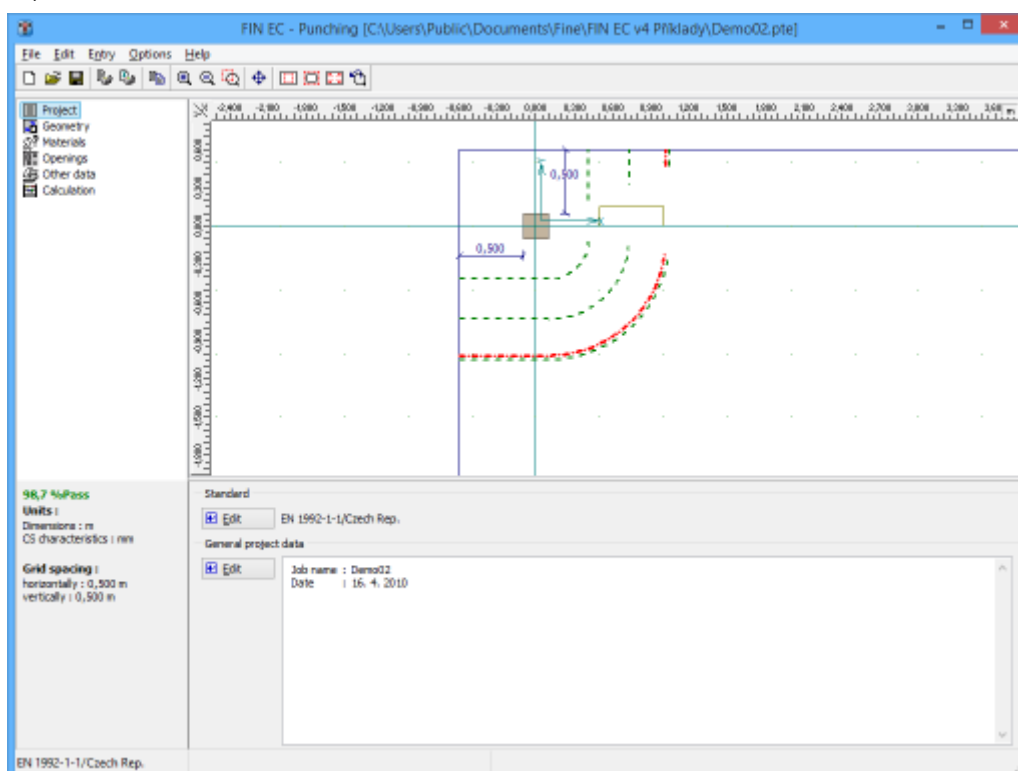 FIN EC - Punching [C:\Users\Public\Documents\Fine\FIN EC v4 Příklady\Demo02.pte]
File Edit Entry Options Help
Project
Geometry
Materials
Openings
Other data
Calculation
0,500
0,500
98,7 %Pass
Units :
Dimensions : m
CS characteristics : mm
Grid spacing :
horizontally : 0,500 m
vertically : 0,500 m
Standard
Edit EN 1992-1-1/Czech Rep.
General project data
Edit Job name : Demo02
Date : 16. 4. 2010
EN 1992-1-1/Czech Rep.